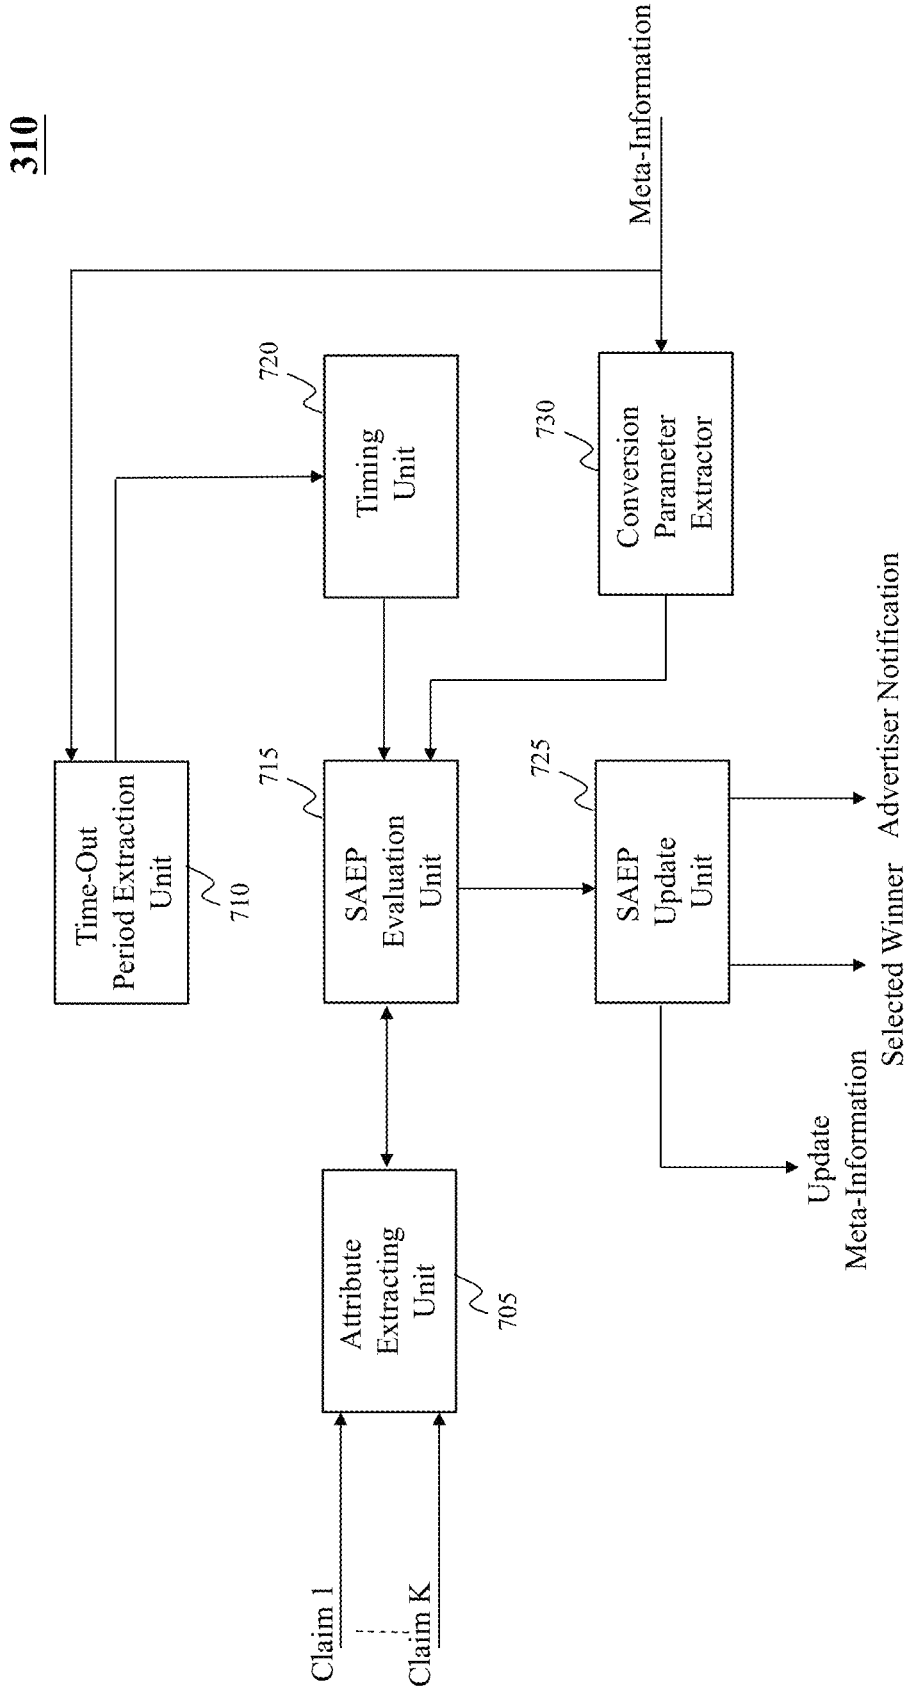 310
Time-Out
Period Extraction
Unit
710
Claim 1
Claim K
Attribute
Extracting
Unit
705
SAEP
Evaluation
Unit
715
Timing
Unit
720
SAEP
Update
Unit
725
Conversion
Parameter
Extractor
730
Meta-Information
Update
Meta-Information
Selected Winner
Advertiser Notification